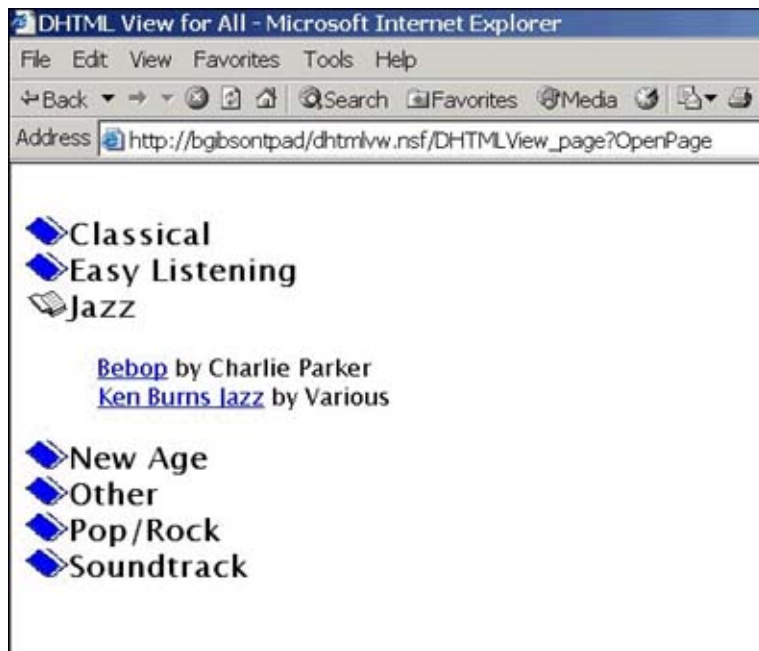 DHTML View for All - Microsoft Internet Explorer
File Edit View Favorites Tools Help
Back Search Favorites Media
Address http://bgibsontpad/dhtmlvw.nsf/DHTMLView_page?OpenPage
Classical
Easy Listening
Jazz
Bebop by Charlie Parker
Ken Burns Jazz by Various
New Age
Other
Pop/Rock
Soundtrack